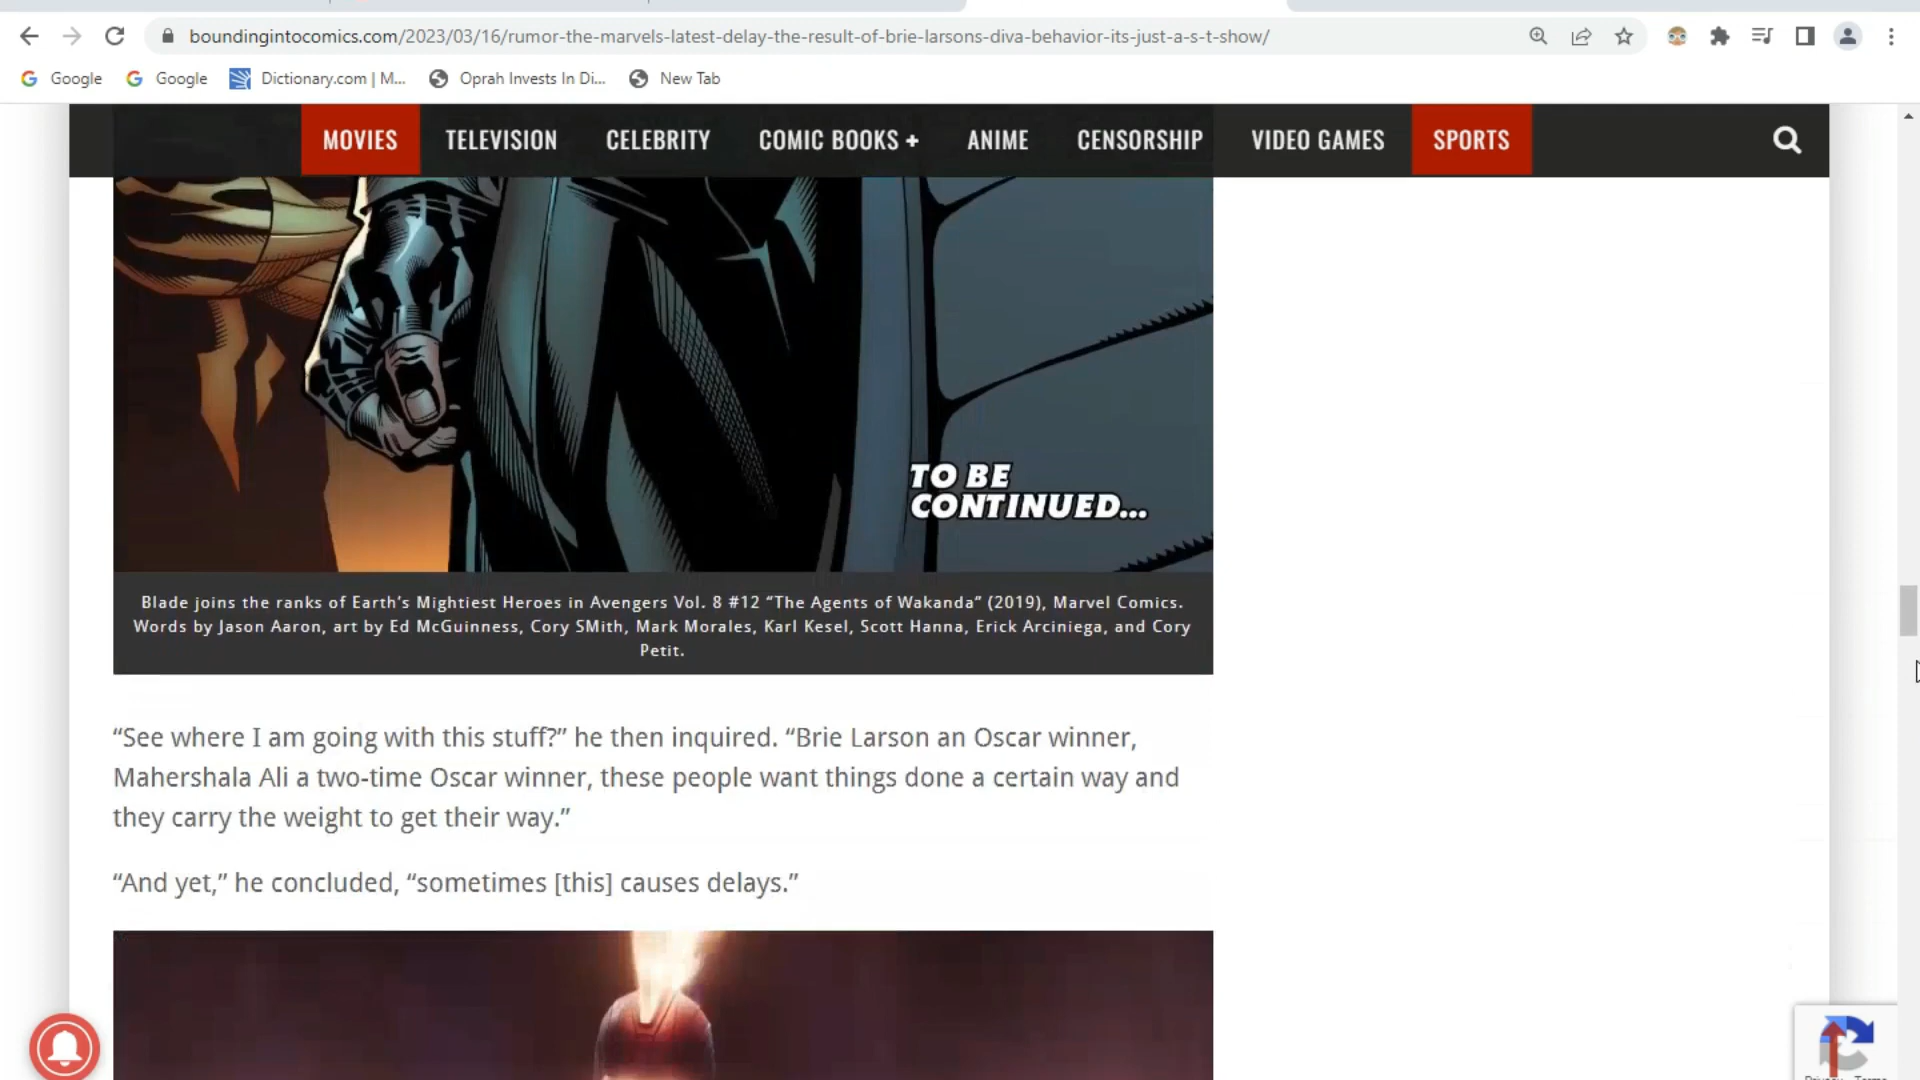 boundingintocomics.com/2023/03/16/rumor-the-marvels-latest-delay-the-result-of-brie-larsons-diva-behavior-its-just-a-s-t-show/
Google Google Dictionary.com | M... Oprah Invests In Di... New Tab
MOVIES TELEVISION CELEBRITY COMIC BOOKS + ANIME CENSORSHIP VIDEO GAMES SPORTS
TO BE
CONTINUED...
Blade joins the ranks of Earth's Mightiest Heroes in Avengers Vol. 8 #12 “The Agents of Wakanda” (2019), Marvel Comics.
Words by Jason Aaron, art by Ed McGuinness, Cory SMith, Mark Morales, Karl Kesel, Scott Hanna, Erick Arciniega, and Cory
Petit.
“See where I am going with this stuff?” he then inquired. “Brie Larson an Oscar winner,
Mahershala Ali a two-time Oscar winner, these people want things done a certain way and
they carry the weight to get their way.”
“And yet,” he concluded, “sometimes [this] causes delays.”